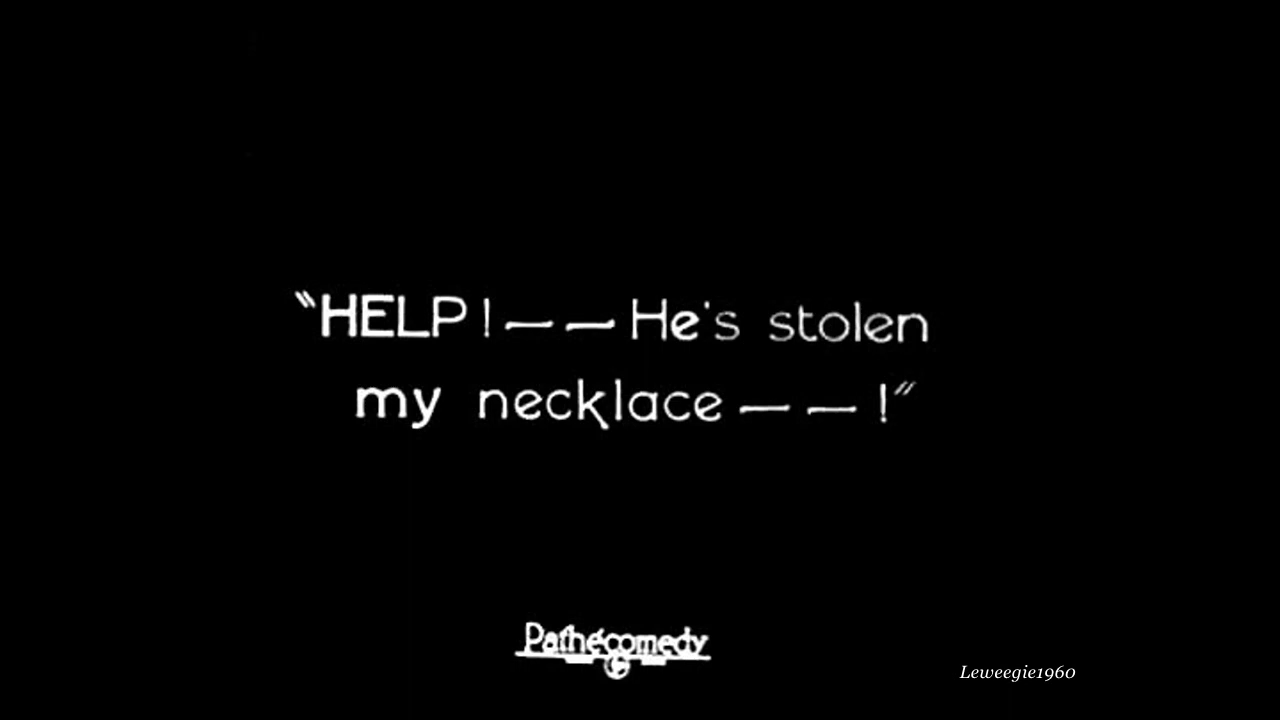 "HELP! — — He's stolen
my necklace — — !"
Pathécomedy
Leweegie1960